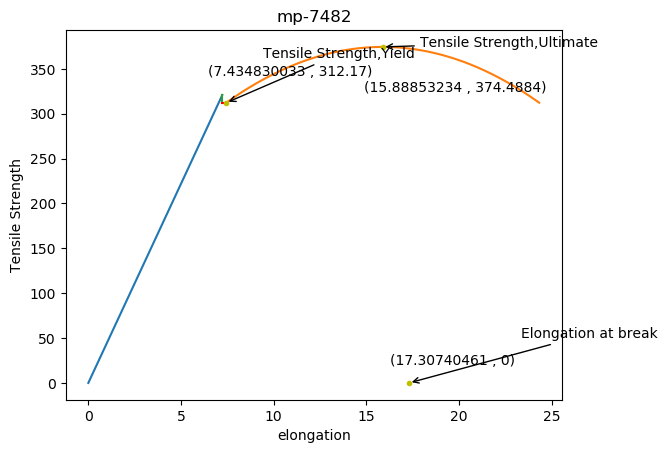 mp-7482
Tensile Strength,Ultimate
Tensile Strength,Yield
(7.434830033 , 312.17)
(15.88853234 , 374.4884)
350
300
250
200
150
100
50
0
Tensile Strength
Elongation at break
(17.30740461 , 0)
0 5 10 15 20 25
elongation